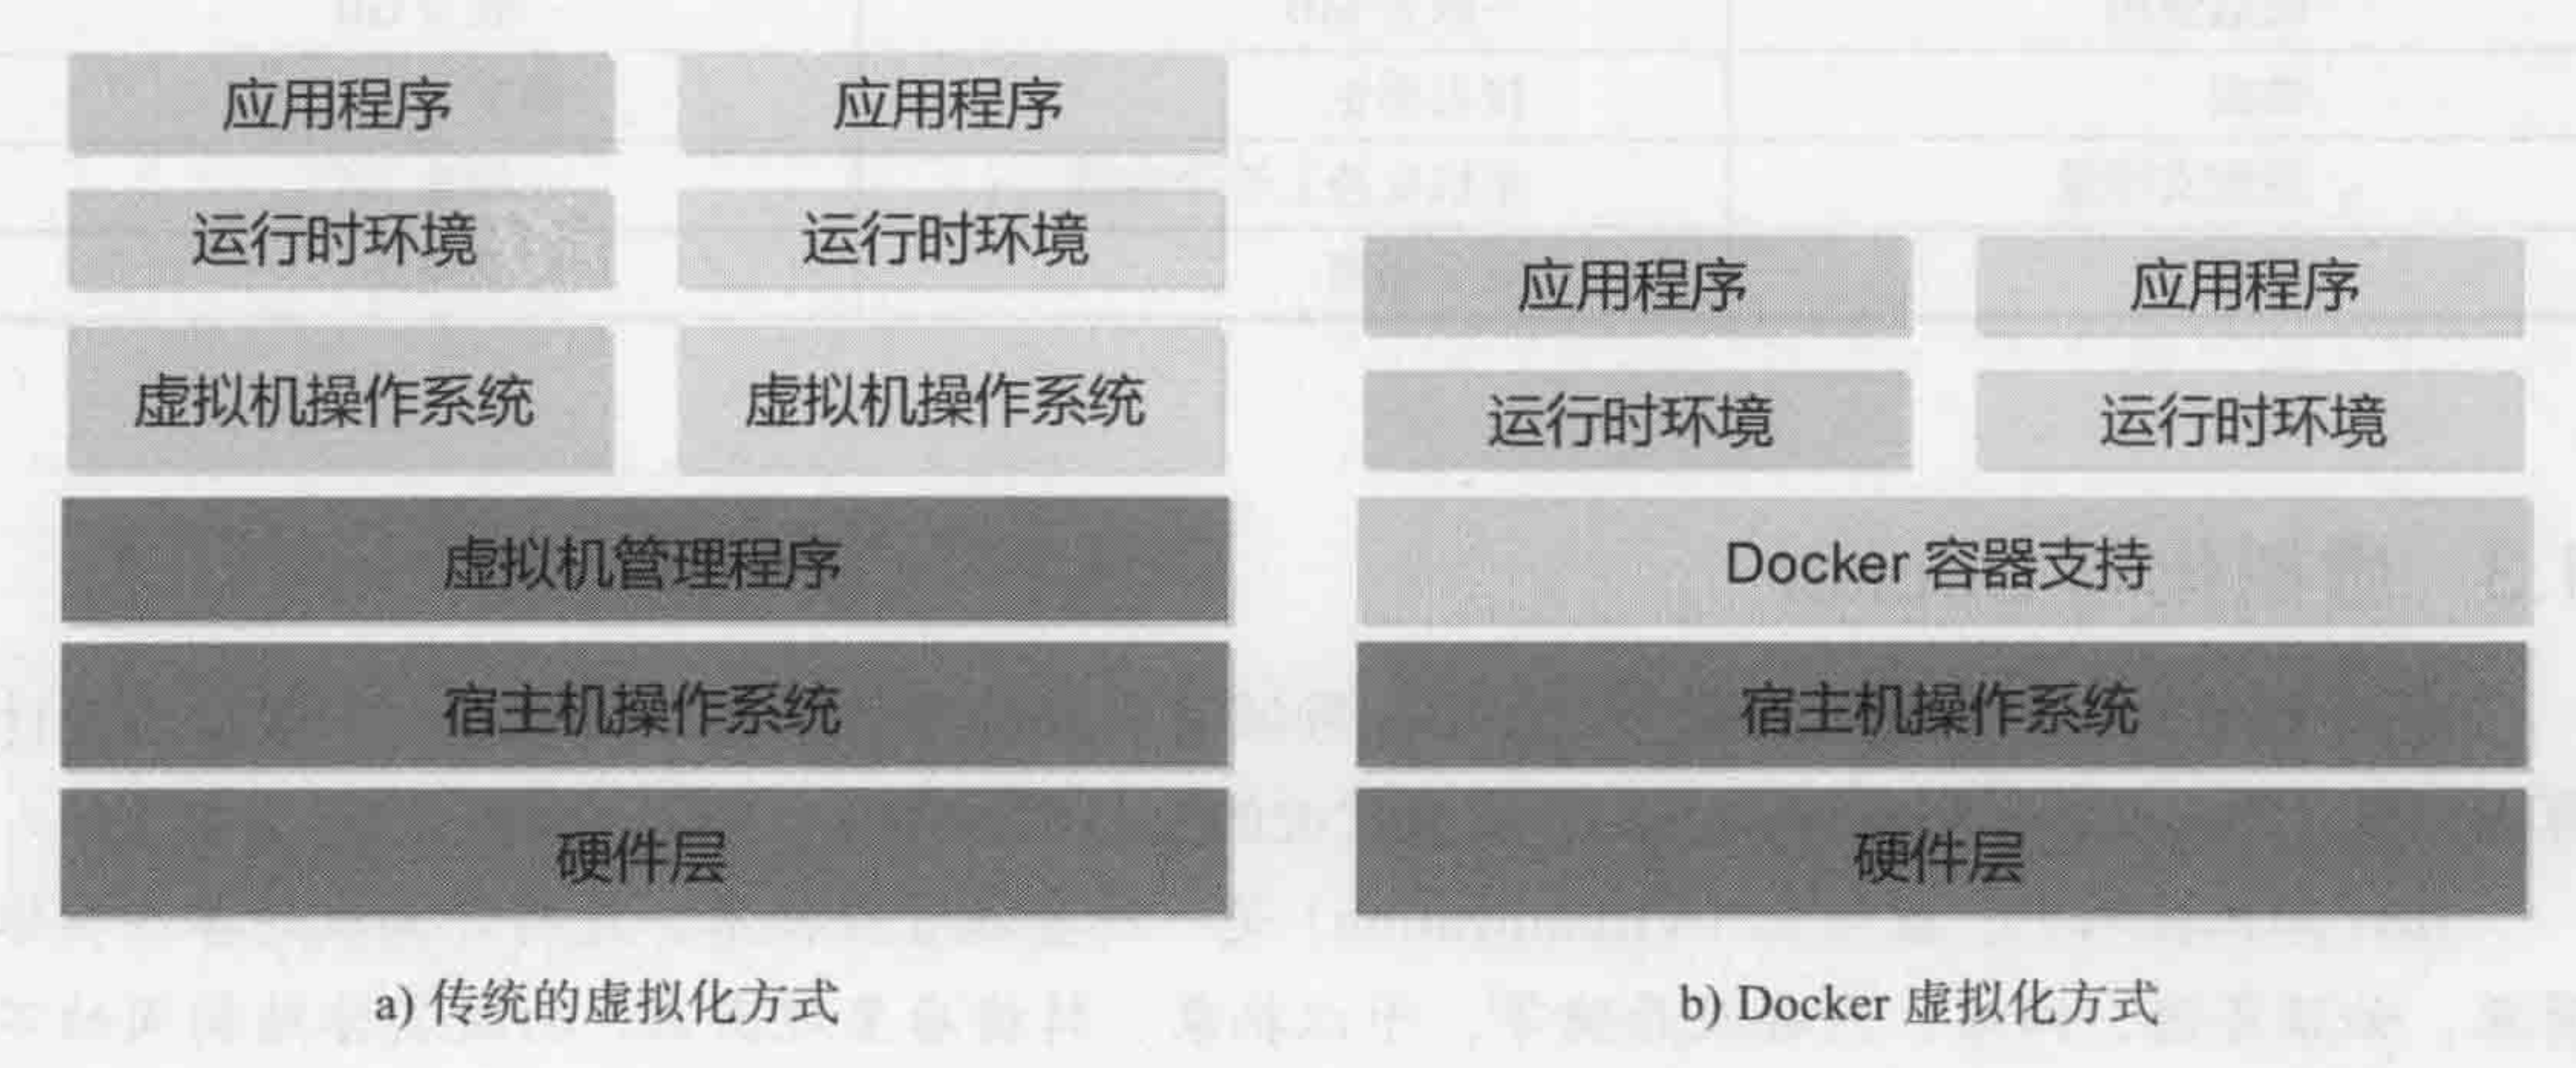 应用程序
应用程序
运行时环境
运行时环境
虚拟机操作系统
虚拟机操作系统
虚拟机管理程序
宿主机操作系统
硬件层
a) 传统的虚拟化方式
应用程序
应用程序
运行时环境
运行时环境
Docker 容器支持
宿主机操作系统
硬件层
b) Docker 虚拟化方式